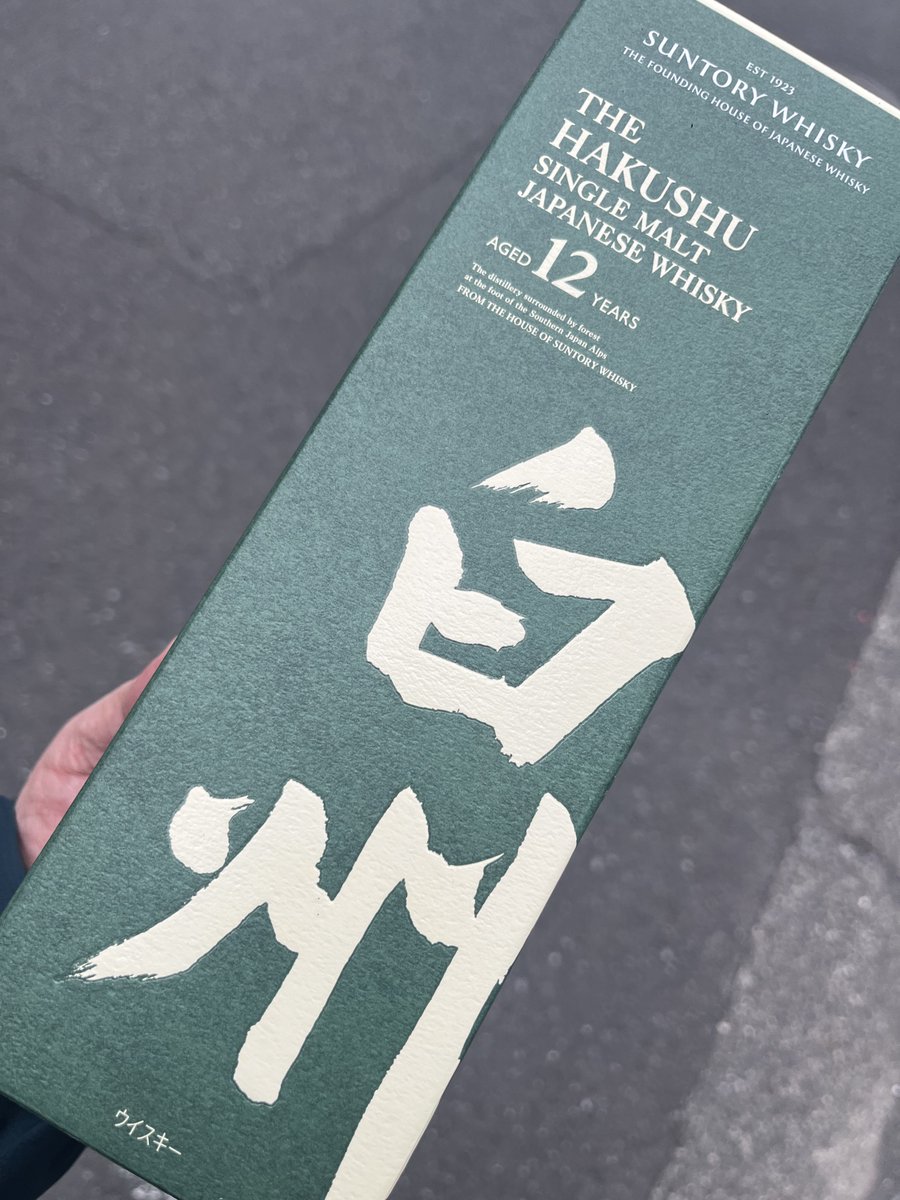 EST 1923
SUNTORY WHISKY
THE FOUNDING HOUSE OF JAPANESE WHISKY
THE
HAKUSHU
SINGLE MALT
JAPANESE WHISKY
AGED 12 YEARS
The distillery surrounded by forest
at the foot of the Southern Japan Alps
FROM THE HOUSE OF SUNTORY WHISKY
白
州
ウイスキー